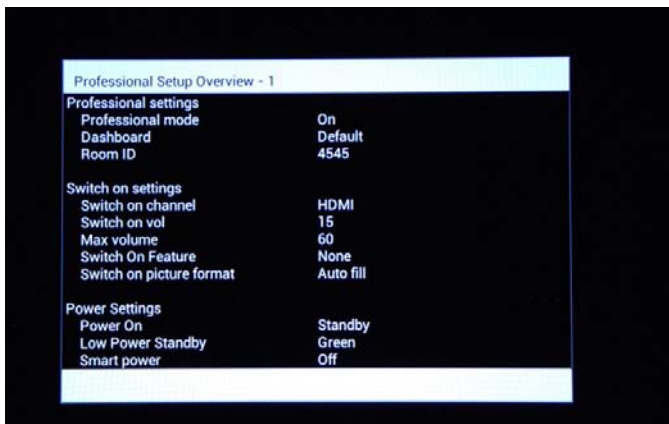 Professional Setup Overview - 1
Professional settings
Professional mode On
Dashboard Default
Room ID 4545
Switch on settings
Switch on channel HDMI
Switch on vol 15
Max volume 60
Switch On Feature None
Switch on picture format Auto fill
Power Settings
Power On Standby
Low Power Standby Green
Smart power Off